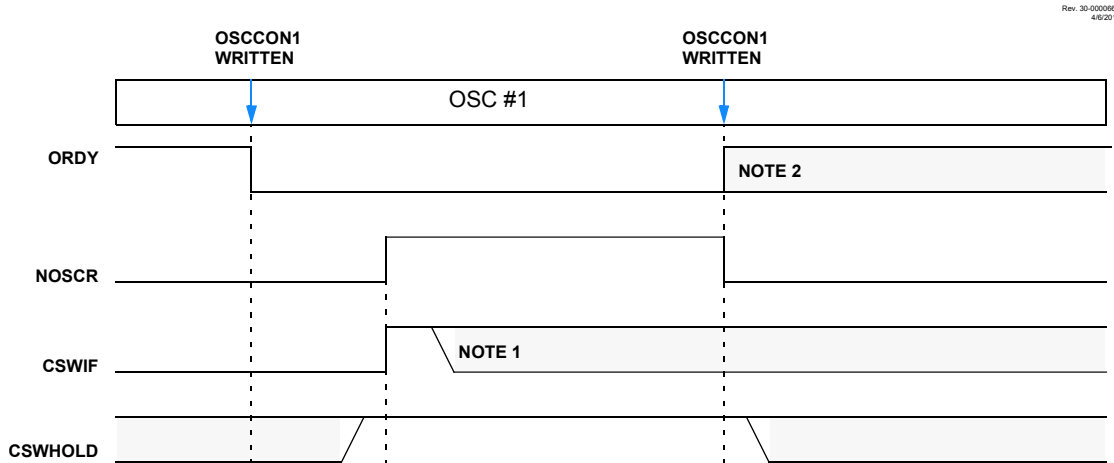 Rev. 30-000066
4/6/201
OSCCON1
WRITTEN
OSCCON1
WRITTEN
OSC #1
ORDY
NOTE 2
NOSCR
CSWIF
NOTE 1
CSWHOLD